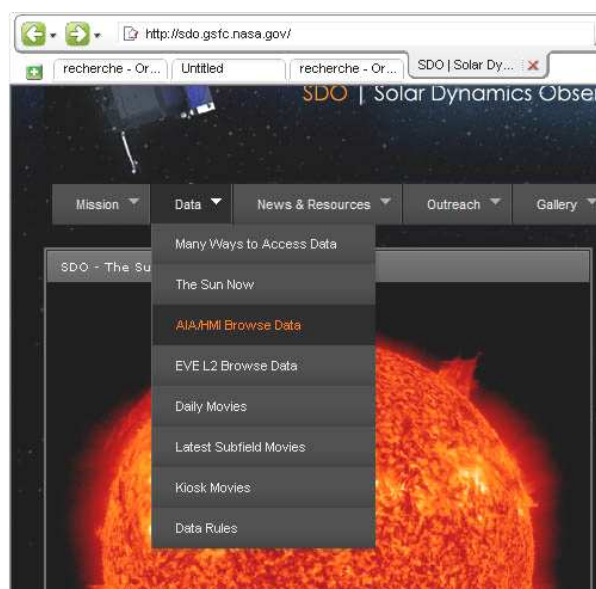 http://sdo.gsfc.nasa.gov/
recherche - Or... Untitled recherche - Or... SDO | Solar Dy...
SDO | Solar Dynamics Obse
Mission Data News & Resources Outreach Gallery
Many Ways to Access Data
SDO - The Su
The Sun Now
AIA/HMI Browse Data
EVE L2 Browse Data
Daily Movies
Latest Subfield Movies
Kiosk Movies
Data Rules